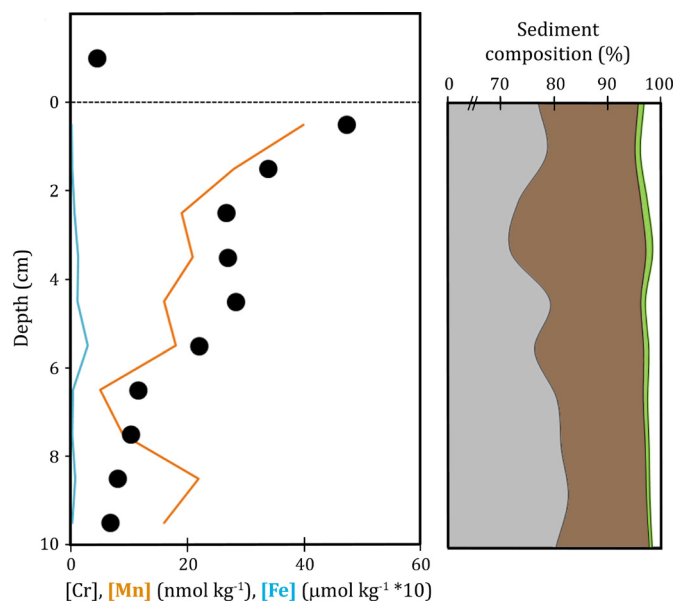 Sediment
composition (%)
0 70 80 90 100
0
2
4
6
8
10
Depth (cm)
0 20 40 60
[Cr], [Mn] (nmol kg⁻¹), [Fe] (μmol kg⁻¹ *10)